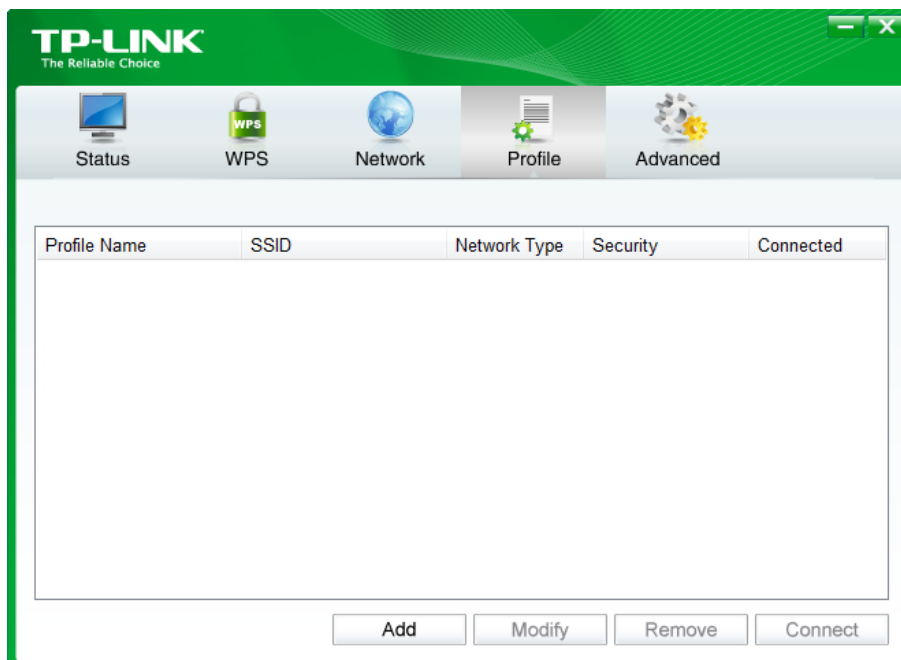 TP-LINK
The Reliable Choice
WPS
Status WPS Network Profile Advanced
Profile Name SSID Network Type Security Connected
Add Modify Remove Connect